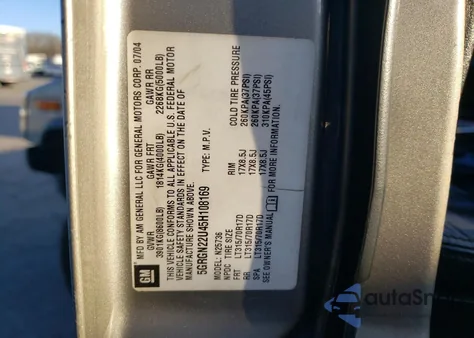 MFD BY AM GENERAL LLC FOR GENERAL MOTORS CORP. 07/04
GVWR GAWR FRT GAWR RR
3901KG(8600LB) 1814KG(4000LB) 2268KG(5000LB)
THIS VEHICLE CONFORMS TO ALL APPLICABLE U.S. FEDERAL MOTOR
VEHICLE SAFETY STANDARDS IN EFFECT ON THE DATE OF
MANUFACTURE SHOWN ABOVE.
GM
5GRGN22U45H108169 TYPE: M.P.V.
MODEL: N25736
NPDC TIRE SIZE RIM COLD TIRE PRESSURE
FRT LT315/70R17D 17X8.5J 260KPA(37PSI)
RR LT315/70R17D 17X8.5J 260KPA(37PSI)
SPA LT315/70R17D 17X8.5J 310KPA(45PSI)
SEE OWNER'S MANUAL FOR MORE INFORMATION.